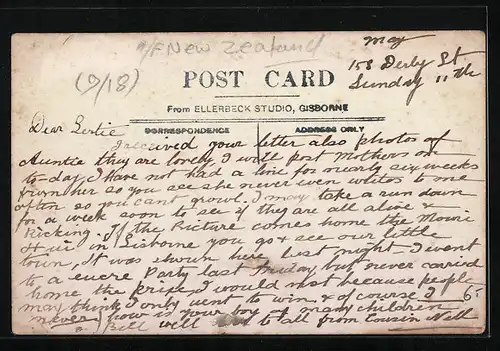 O/F New Zealand
(9/18)
May
158 Derby St
Sunday 11th
POST CARD
From ELLERBECK STUDIO, GISBORNE
CORRESPONDENCE
ADDRESS ONLY
Dear Gertie
I received your letter also photos of
Auntie they are lovely I will post Mothers on
to-day I have not had a line for nearly six weeks
from her so you see she never even writes to me
often so you cant growl. I may take a run down
for a week soon to see if they are all alive &
Kicking. If the Picture comes home the Movie
in Gisborne you go & see our little
town, It was shown here last night I went
to a eucre Party last Friday but never carried
home the prize I would not because people
may think I only went to win & of course I
never) how is your boy of many children
Bill well to all from Cousin Nell